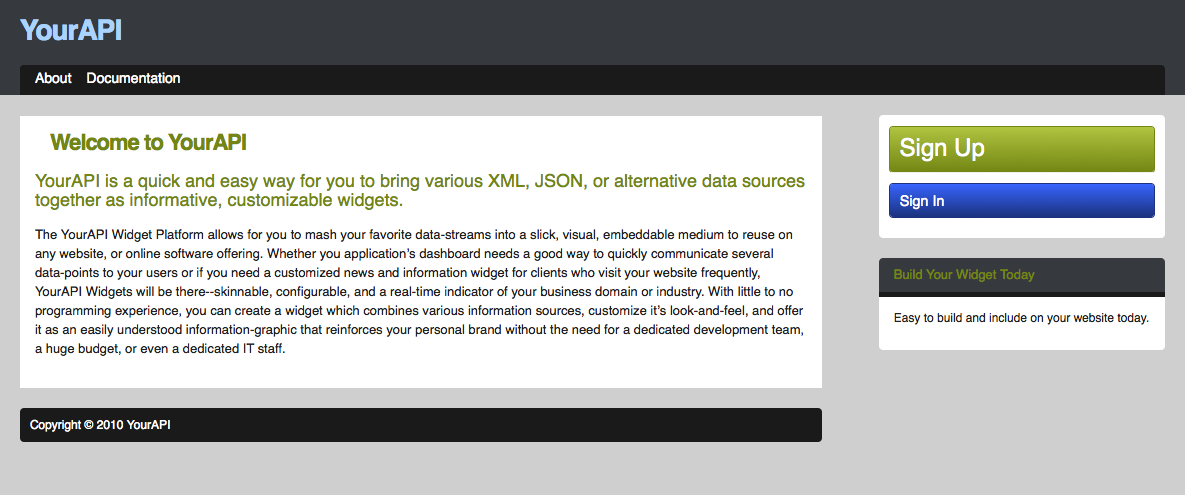 YourAPI
About Documentation
Welcome to YourAPI
YourAPI is a quick and easy way for you to bring various XML, JSON, or alternative data sources
together as informative, customizable widgets.
The YourAPI Widget Platform allows for you to mash your favorite data-streams into a slick, visual, embeddable medium to reuse on
any website, or online software offering. Whether you application's dashboard needs a good way to quickly communicate several
data-points to your users or if you need a customized news and information widget for clients who visit your website frequently,
YourAPI Widgets will be there--skinnable, configurable, and a real-time indicator of your business domain or industry. With little to no
programming experience, you can create a widget which combines various information sources, customize it's look-and-feel, and offer
it as an easily understood information-graphic that reinforces your personal brand without the need for a dedicated development team,
a huge budget, or even a dedicated IT staff.
Copyright © 2010 YourAPI
Sign Up
Sign In
Build Your Widget Today
Easy to build and include on your website today.